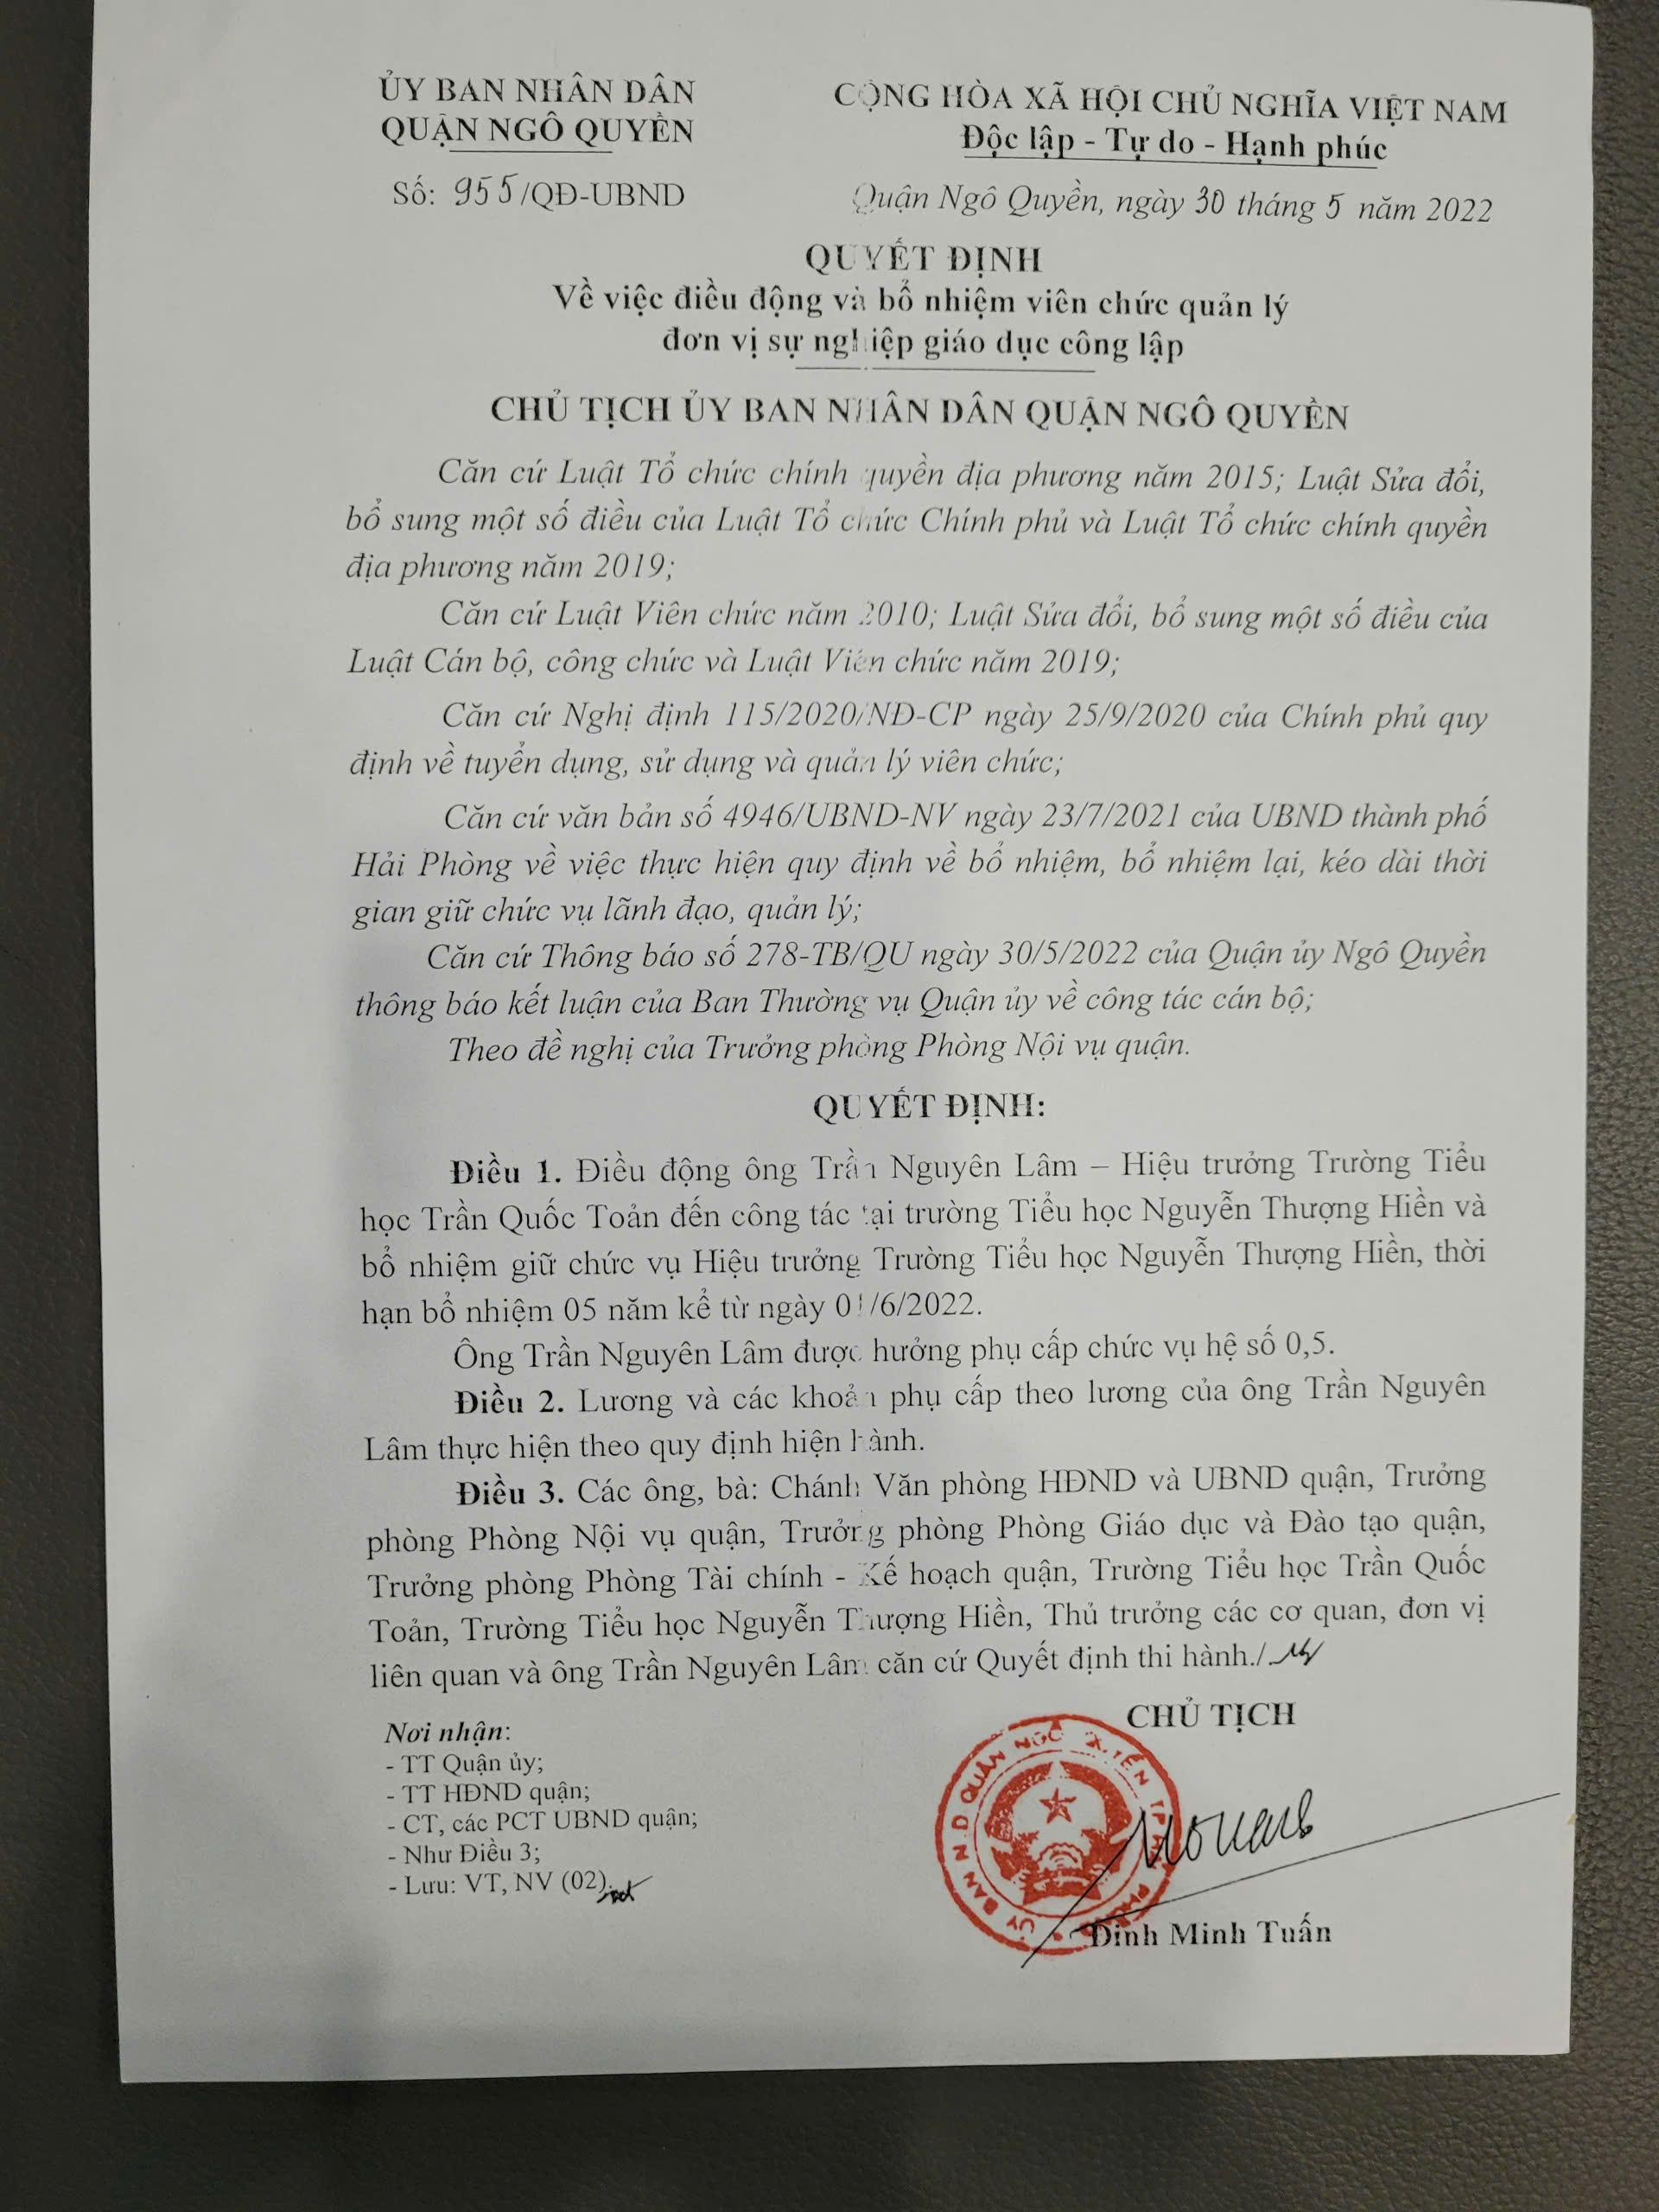 ỦY BAN NHÂN DÂN
QUẬN NGÔ QUYỀN
CỘNG HÒA XÃ HỘI CHỦ NGHĨA VIỆT NAM
Độc lập - Tự do - Hạnh phúc
Số: 955/QĐ-UBND
Quận Ngô Quyền, ngày 30 tháng 5 năm 2022
QUYẾT ĐỊNH
Về việc điều động và bổ nhiệm viên chức quản lý
đơn vị sự nghiệp giáo dục công lập
CHỦ TỊCH ỦY BAN NHÂN DÂN QUẬN NGÔ QUYỀN
Căn cứ Luật Tổ chức chính quyền địa phương năm 2015; Luật Sửa đổi,
bổ sung một số điều của Luật Tổ chức Chính phủ và Luật Tổ chức chính quyền
địa phương năm 2019;
Căn cứ Luật Viên chức năm 2010; Luật Sửa đổi, bổ sung một số điều của
Luật Cán bộ, công chức và Luật Viên chức năm 2019;
Căn cứ Nghị định 115/2020/NĐ-CP ngày 25/9/2020 của Chính phủ quy
định về tuyển dụng, sử dụng và quản lý viên chức;
Căn cứ văn bản số 4946/UBND-NV ngày 23/7/2021 của UBND thành phố
Hải Phòng về việc thực hiện quy định về bổ nhiệm, bổ nhiệm lại, kéo dài thời
gian giữ chức vụ lãnh đạo, quản lý;
Căn cứ Thông báo số 278-TB/QU ngày 30/5/2022 của Quận ủy Ngô Quyền
thông báo kết luận của Ban Thường vụ Quận ủy về công tác cán bộ;
Theo đề nghị của Trưởng phòng Phòng Nội vụ quận.
QUYẾT ĐỊNH:
Điều 1. Điều động ông Trần Nguyên Lâm – Hiệu trưởng Trường Tiểu
học Trần Quốc Toản đến công tác tại trường Tiểu học Nguyễn Thượng Hiền và
bổ nhiệm giữ chức vụ Hiệu trưởng Trường Tiểu học Nguyễn Thượng Hiền, thời
hạn bổ nhiệm 05 năm kể từ ngày 01/6/2022.
Ông Trần Nguyên Lâm được hưởng phụ cấp chức vụ hệ số 0,5.
Điều 2. Lương và các khoản phụ cấp theo lương của ông Trần Nguyên
Lâm thực hiện theo quy định hiện hành.
Điều 3. Các ông, bà: Chánh Văn phòng HĐND và UBND quận, Trưởng
phòng Phòng Nội vụ quận, Trưởng phòng Phòng Giáo dục và Đào tạo quận,
Trưởng phòng Phòng Tài chính - Kế hoạch quận, Trường Tiểu học Trần Quốc
Toản, Trường Tiểu học Nguyễn Thượng Hiền, Thủ trưởng các cơ quan, đơn vị
liên quan và ông Trần Nguyên Lâm căn cứ Quyết định thi hành./.
Nơi nhận:
- TT Quận ủy;
- TT HĐND quận;
- CT, các PCT UBND quận;
- Như Điều 3;
- Lưu: VT, NV (02).
CHỦ TỊCH
ỦY BAN N.D QUẬN NGÔ QUYỀN TP
Đinh Minh Tuấn